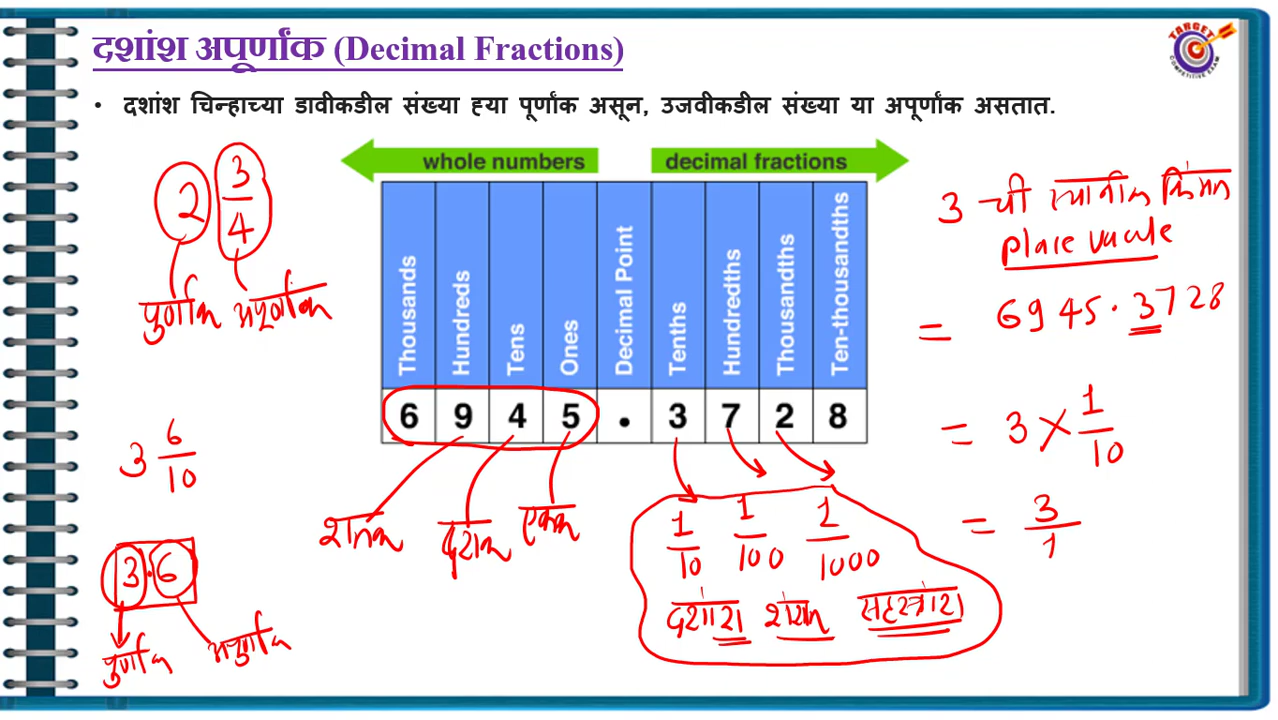 दशांश अपूर्णांक (Decimal Fractions)
TARGET
COMPETITIVE EXAM
• दशांश चिन्हाच्या डावीकडील संख्या ह्या पूर्णांक असून, उजवीकडील संख्या या अपूर्णांक असतात.
whole numbers
decimal fractions
Thousands Hundreds Tens Ones Decimal Point Tenths Hundredths Thousandths Ten-thousandths
6 9 4 5 . 3 7 2 8
2 3/4
पुर्णांक अपूर्णांक
3 6/10
3.6
पुर्णांक अपुर्णांक
शतक दशक एकक
1/10 1/100 1/1000
दशांश शतांश सहस्त्रांश
3 ची स्थानीक किंमत
place value
= 6945.3728
= 3 × 1/10
= 3/1